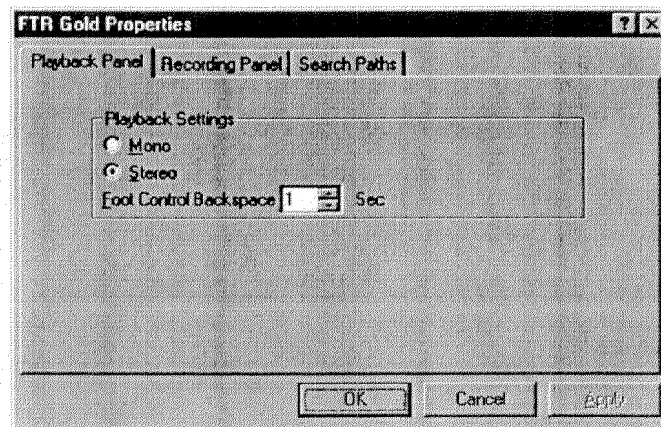 FTR Gold Properties
Playback Panel Recording Panel Search Paths
Playback Settings
Mono
Stereo
Foot Control Backspace 1 Sec
OK Cancel Apply